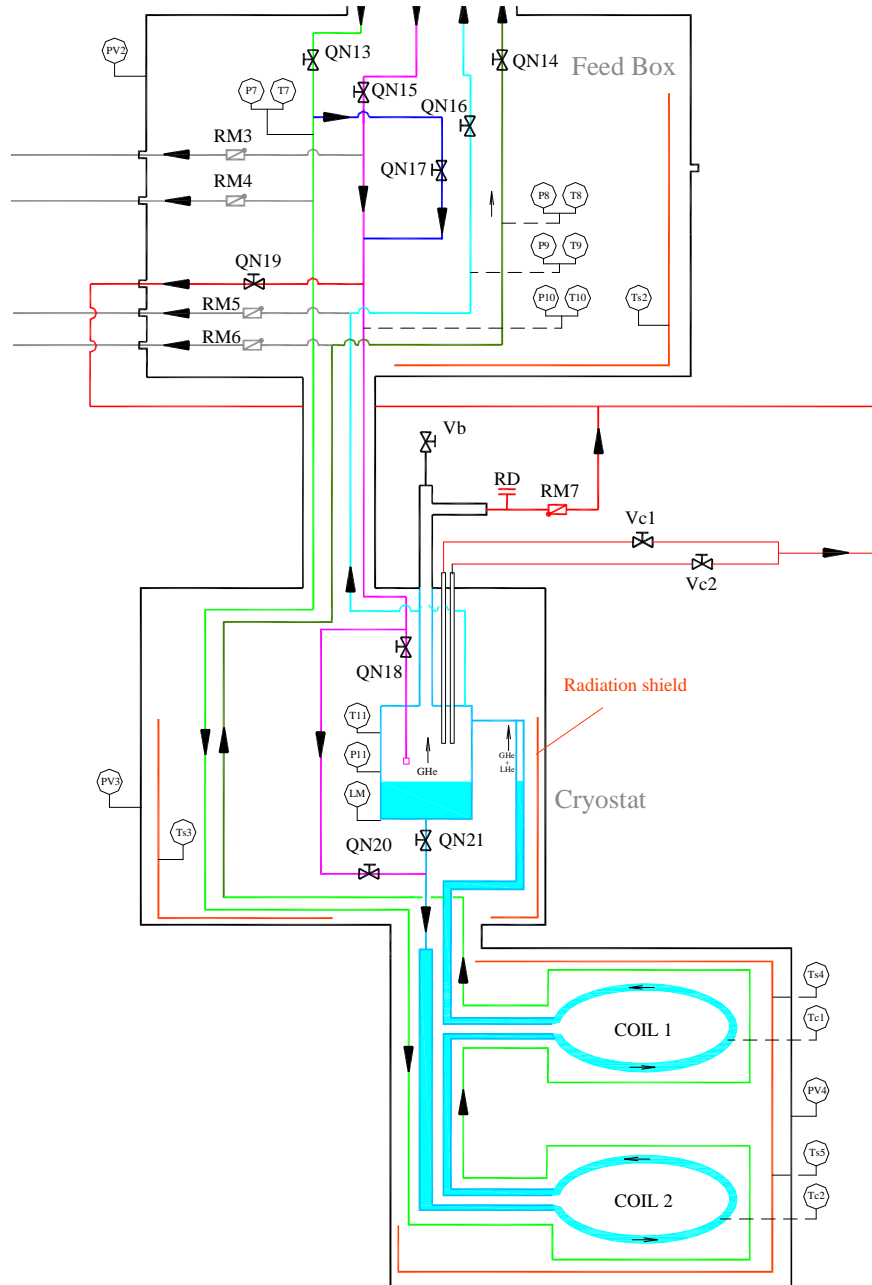 PV2
QN13
QN14
Feed Box
P7
T7
QN15
QN16
RM3
QN17
RM4
P8
T8
P9
T9
QN19
P10
T10
Ts2
RM5
RM6
Vb
RD
RM7
Vc1
Vc2
QN18
Radiation shield
T11
P11
GHe
GHe
+
LHe
PV3
LM
Cryostat
Ts3
QN20
QN21
Ts4
Tc1
COIL 1
PV4
Ts5
Tc2
COIL 2